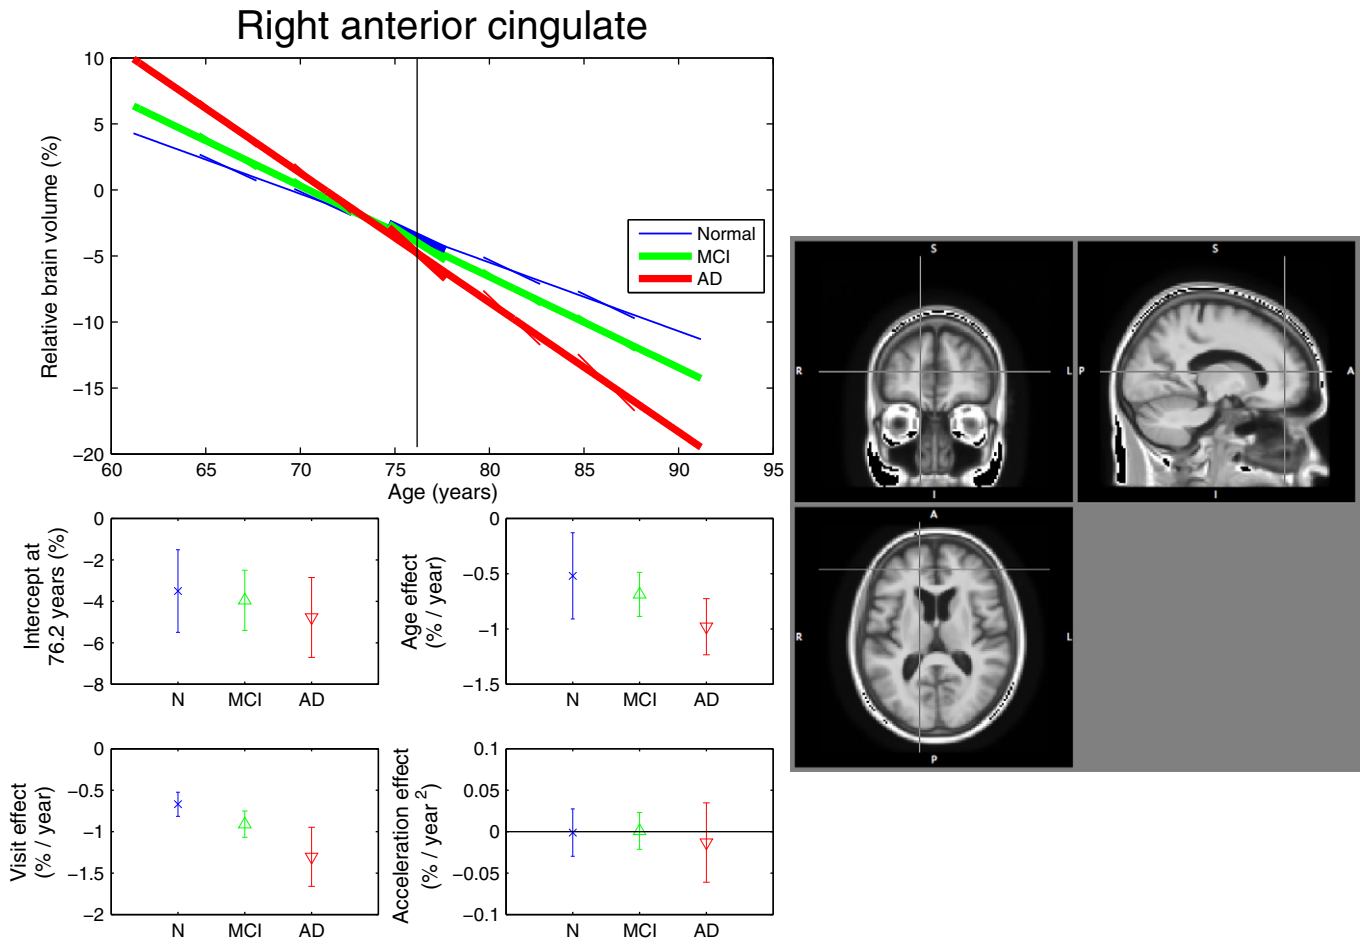 Right anterior cingulate
10
5
0
−5
−10
−15
−20
Relative brain volume (%)
60 65 70 75 80 85 90 95
Age (years)
Normal
MCI
AD
0
−2
−4
−6
−8
Intercept at
76.2 years (%)
N MCI AD
0
−0.5
−1
−1.5
Age effect
(% / year)
N MCI AD
0
−0.5
−1
−1.5
−2
Visit effect
(% / year)
N MCI AD
0.1
0.05
0
−0.05
−0.1
Acceleration effect
(% / year 2)
N MCI AD
S
R L
I
S
P A
I
A
R L
P